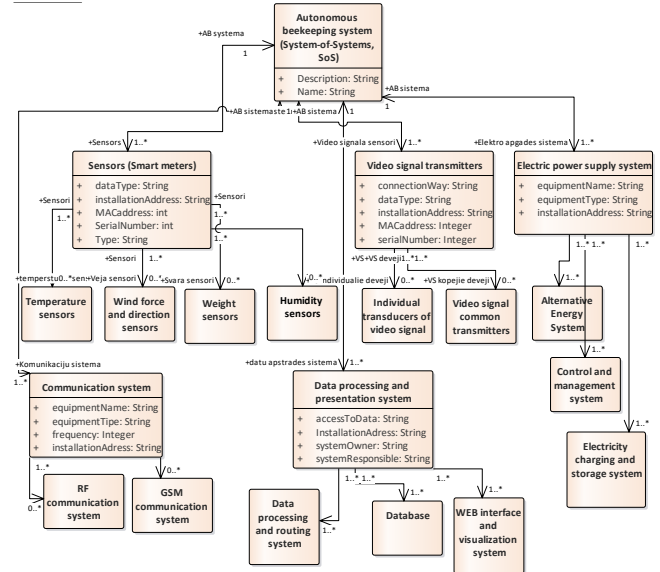 Autonomous
beekeeping system
(System-of-Systems,
SoS)
+ Description: String
+ Name: String
+AB systema
1
+AB sistema
1
+AB sistemaste
+AB sistema
1
+Sensors
1..*
+Video signala sensori
1..*
+Elektro apgades sistema
1..*
Sensors (Smart meters)
+ dataType: String
+ installationAddress: String
+ MACaddress: int
+ SerialNumber: int
+ Type: String
Video signal transmitters
+ connectionWay: String
+ dataType: String
+ installationAddress: String
+ MACaddress: Integer
+ serialNumber: Integer
Electric power supply system
+ equipmentName: String
+ equipmentType: String
+ installationAddress: String
+Sensori
1..*
+Sensori
1..*
+Sensori
1..*
0..*
+Veja sensori
0..*
+Svara sensori
0..*
0..*
0..*
+VS kopejie deveji
0..*
1..*
1..*
1..*
Temperature
sensors
Wind force
and direction
sensors
Weight
sensors
Humidity
sensors
Individual
transducers of
video signal
Video signal
common
transmitters
Alternative
Energy
System
1..*
Control and
management
system
1..*
Electricity
charging and
storage system
+Komunikaciju sistema
1..*
Communication system
+ equipmentName: String
+ equipmentTipe: String
+ frequency: Integer
+ installationAdress: String
1..*
0..*
0..*
RF
communication
system
GSM
communication
system
+datu apstrades sistema
1..*
Data processing and
presentation system
+ accessToData: String
+ InstallationAdress: String
+ systemOwner: String
+ systemResponsible: String
1..*
1..*
1..*
1..*
1..*
Data
processing
and routing
system
Database
WEB interface
and
visualization
system